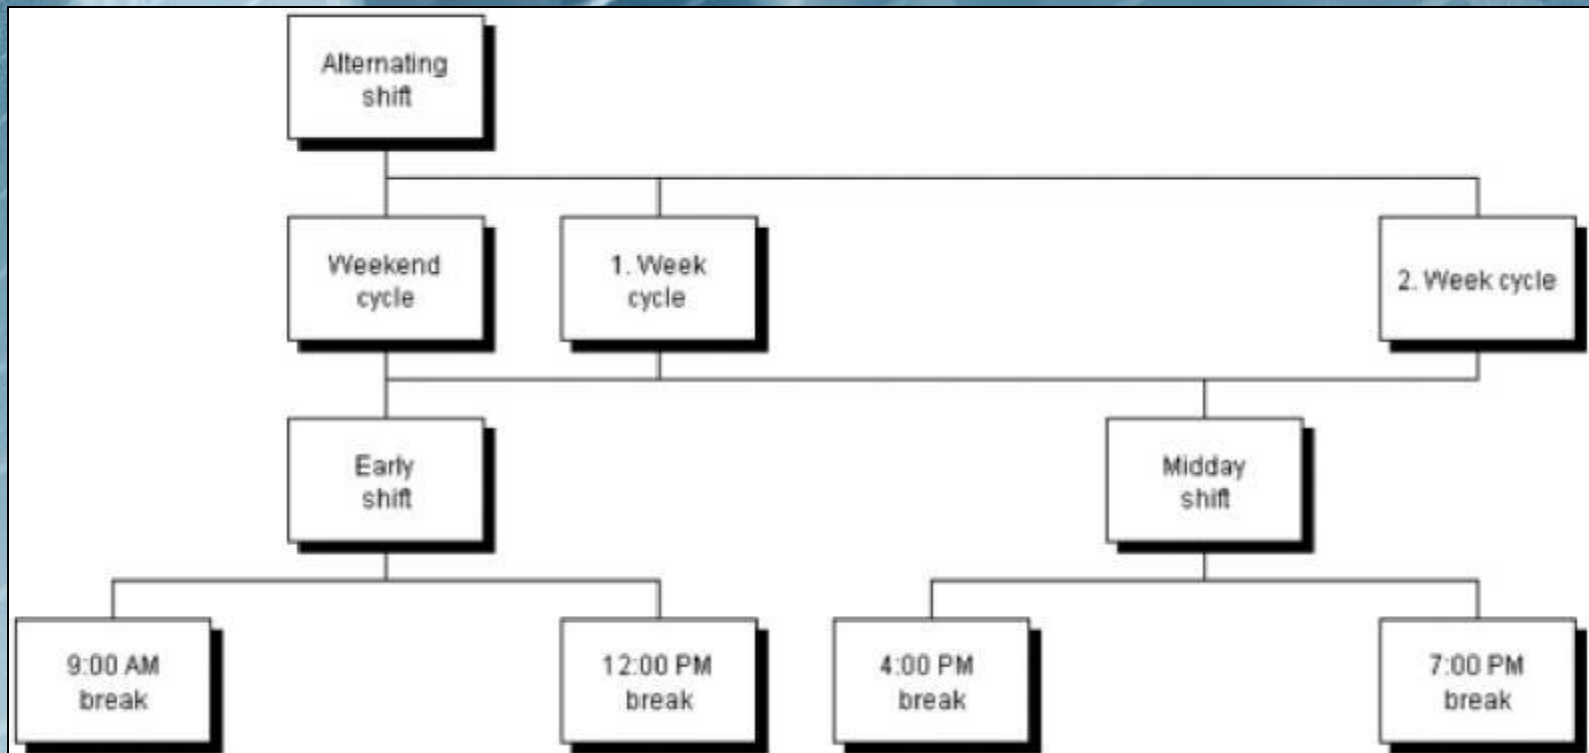 Alternating
shift
Weekend
cycle
1. Week
cycle
2. Week cycle
Early
shift
Midday
shift
9:00 AM
break
12:00 PM
break
4:00 PM
break
7:00 PM
break